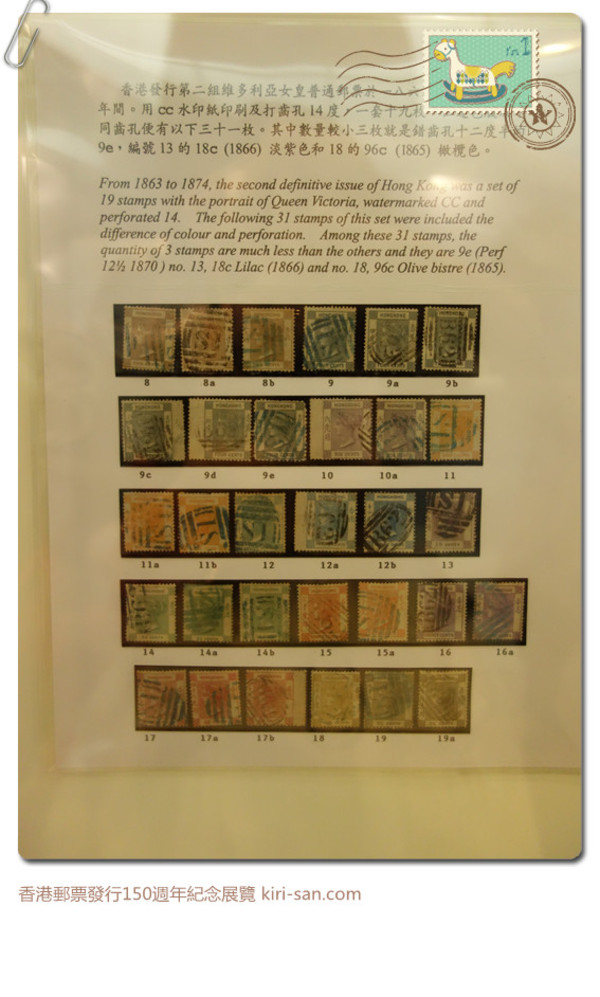 香港發行第二組維多利亞女皇普通郵票於一八六
年間。用 cc 水印紙印刷及打齒孔 14 度,一套十九枚
同齒孔便有以下三十一枚。其中數量較小三枚就是錯齒孔十二度半的
9e,編號 13 的 18c (1866) 淡紫色和 18 的 96c (1865) 橄欖色。
From 1863 to 1874, the second definitive issue of Hong Kong was a set of
19 stamps with the portrait of Queen Victoria, watermarked CC and
perforated 14. The following 31 stamps of this set were included the
difference of colour and perforation. Among these 31 stamps, the
quantity of 3 stamps are much less than the others and they are 9e (Perf
12½ 1870 ) no. 13, 18c Lilac (1866) and no. 18, 96c Olive bistre (1865).
8 8a 8b 9 9a 9b
9c 9d 9e 10 10a 11
11a 11b 12 12a 12b 13
14 14a 14b 15 15a 16 16a
17 17a 17b 18 19 19a
香港郵票發行150週年紀念展覽 kiri-san.com